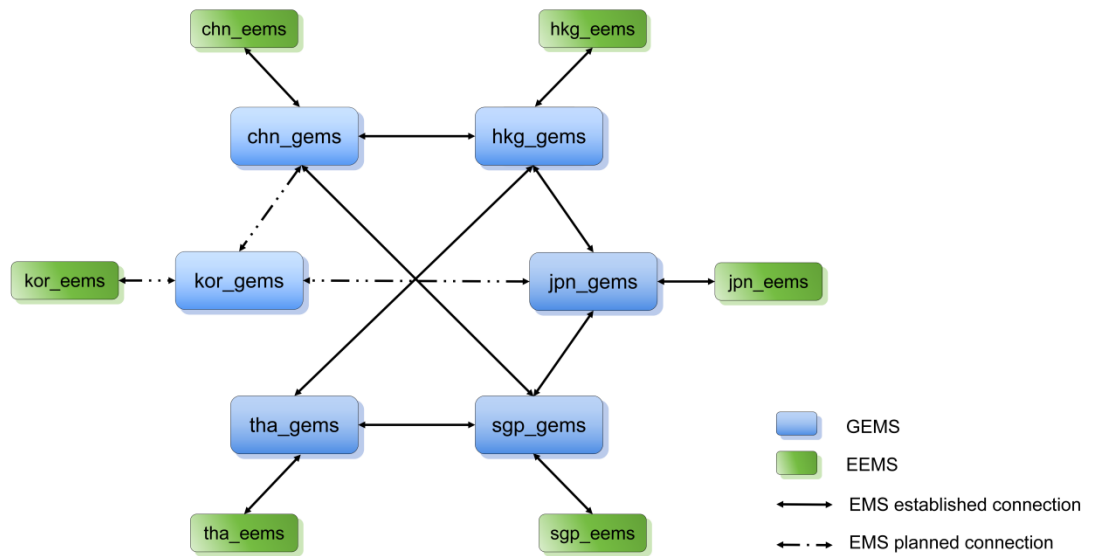 chn_eems
hkg_eems
chn_gems
hkg_gems
kor_eems
kor_gems
jpn_gems
jpn_eems
tha_gems
sgp_gems
tha_eems
sgp_eems
GEMS
EEMS
EMS established connection
EMS planned connection